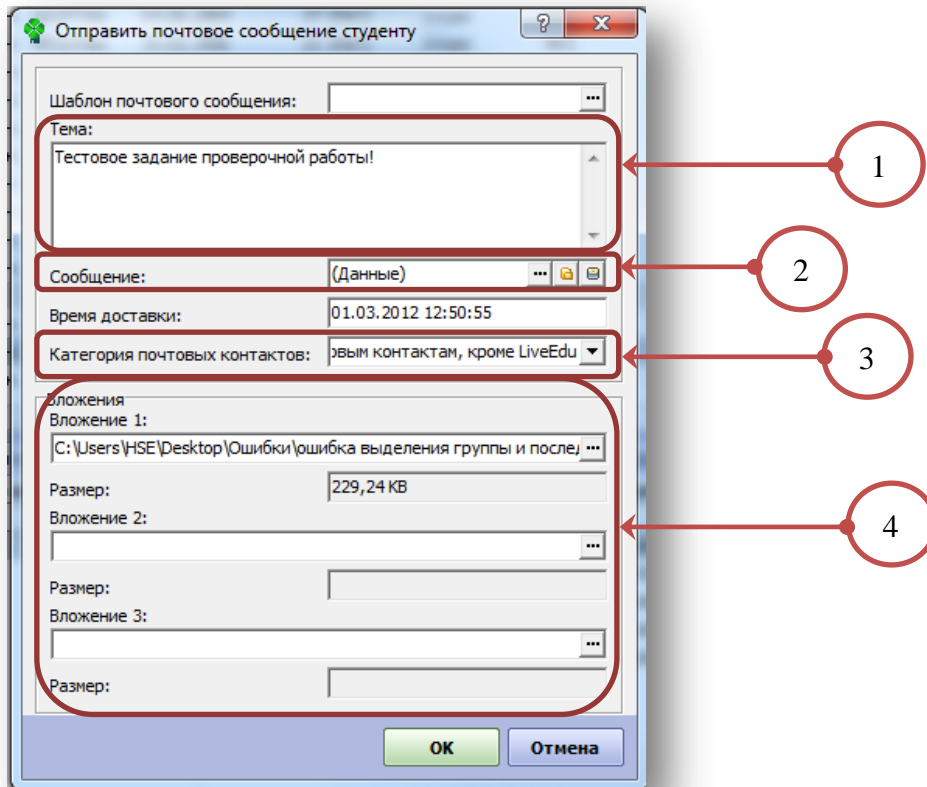 Отправить почтовое сообщение студенту
Шаблон почтового сообщения:
Тема:
Тестовое задание проверочной работы!
1
Сообщение: (Данные)
2
Время доставки: 01.03.2012 12:50:55
Категория почтовых контактов: овым контактам, кроме LiveEdu
3
Вложения
Вложение 1:
C:\Users\HSE\Desktop\Ошибки\ошибка выделения группы и послед
Размер: 229,24 KB
Вложение 2:
4
Размер:
Вложение 3:
Размер:
OK Отмена